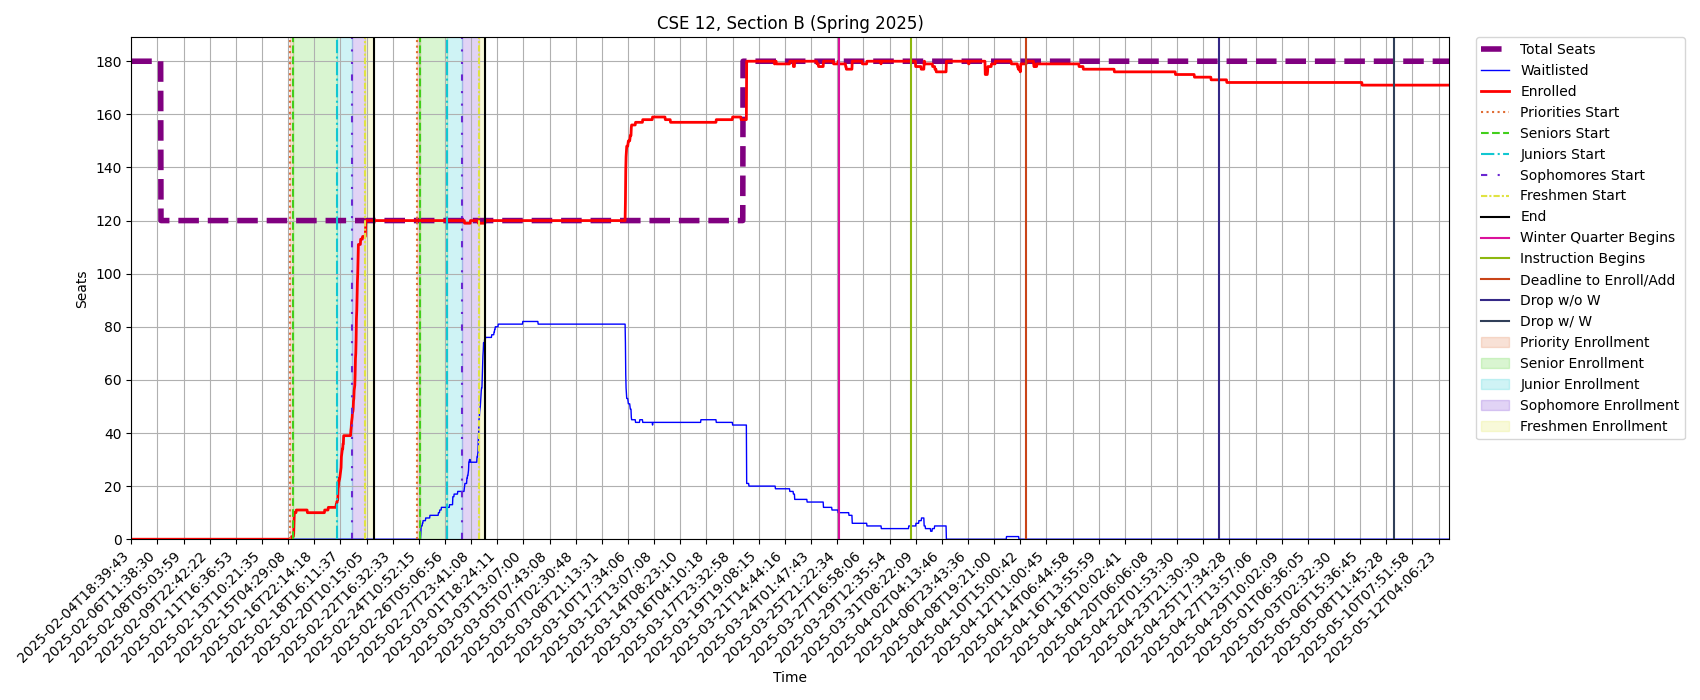 CSE 12, Section B (Spring 2025)
Seats
180
160
140
120
100
80
60
40
20
0
2025-02-04T18:39:43
2025-02-06T11:38:30
2025-02-08T05:03:59
2025-02-09T22:42:22
2025-02-11T16:36:53
2025-02-13T10:21:35
2025-02-15T04:29:08
2025-02-16T22:14:18
2025-02-18T16:11:37
2025-02-20T10:15:05
2025-02-22T16:32:33
2025-02-24T10:52:15
2025-02-26T05:06:56
2025-02-27T23:41:05
2025-03-01T18:24:11
2025-03-03T13:07:00
2025-03-05T07:43:08
2025-03-07T02:30:48
2025-03-08T21:13:31
2025-03-10T17:34:06
2025-03-12T13:07:08
2025-03-14T08:23:10
2025-03-16T04:10:18
2025-03-17T23:32:58
2025-03-19T19:08:15
2025-03-21T14:44:16
2025-03-24T01:47:43
2025-03-25T21:22:34
2025-03-27T16:58:06
2025-03-29T12:35:54
2025-03-31T08:22:09
2025-04-02T04:13:46
2025-04-06T23:43:36
2025-04-08T19:21:00
2025-04-10T15:00:42
2025-04-12T11:00:45
2025-04-14T06:44:58
2025-04-16T13:55:59
2025-04-18T10:02:41
2025-04-20T06:06:08
2025-04-22T01:53:30
2025-04-23T21:30:30
2025-04-25T17:34:28
2025-04-27T13:57:06
2025-04-29T10:02:09
2025-05-01T06:36:05
2025-05-03T02:32:30
2025-05-06T15:36:45
2025-05-08T11:45:28
2025-05-10T07:51:58
2025-05-12T04:06:23
Time
Total Seats
Waitlisted
Enrolled
Priorities Start
Seniors Start
Juniors Start
Sophomores Start
Freshmen Start
End
Winter Quarter Begins
Instruction Begins
Deadline to Enroll/Add
Drop w/o W
Drop w/ W
Priority Enrollment
Senior Enrollment
Junior Enrollment
Sophomore Enrollment
Freshmen Enrollment